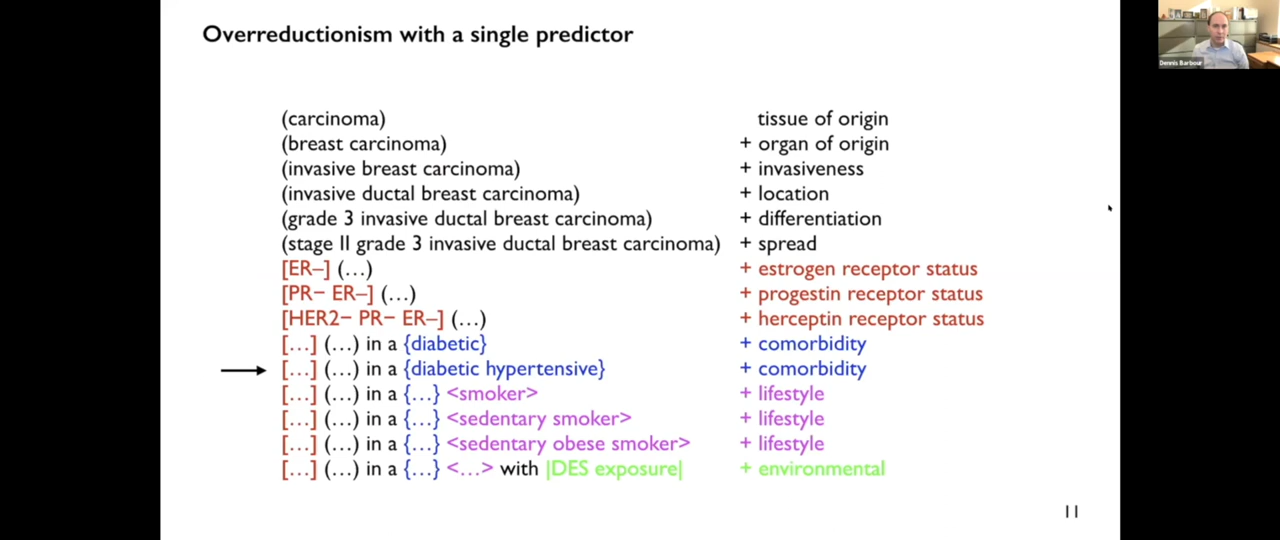 Overreductionism with a single predictor
Dennis Barbour
(carcinoma) tissue of origin
(breast carcinoma) + organ of origin
(invasive breast carcinoma) + invasiveness
(invasive ductal breast carcinoma) + location
(grade 3 invasive ductal breast carcinoma) + differentiation
(stage II grade 3 invasive ductal breast carcinoma) + spread
[ER–] (…) + estrogen receptor status
[PR− ER–] (…) + progestin receptor status
[HER2− PR− ER–] (…) + herceptin receptor status
[…] (…) in a {diabetic} + comorbidity
[…] (…) in a {diabetic hypertensive} + comorbidity
[…] (…) in a {…} <smoker> + lifestyle
[…] (…) in a {…} <sedentary smoker> + lifestyle
[…] (…) in a {…} <sedentary obese smoker> + lifestyle
[…] (…) in a {…} <…> with |DES exposure| + environmental
11